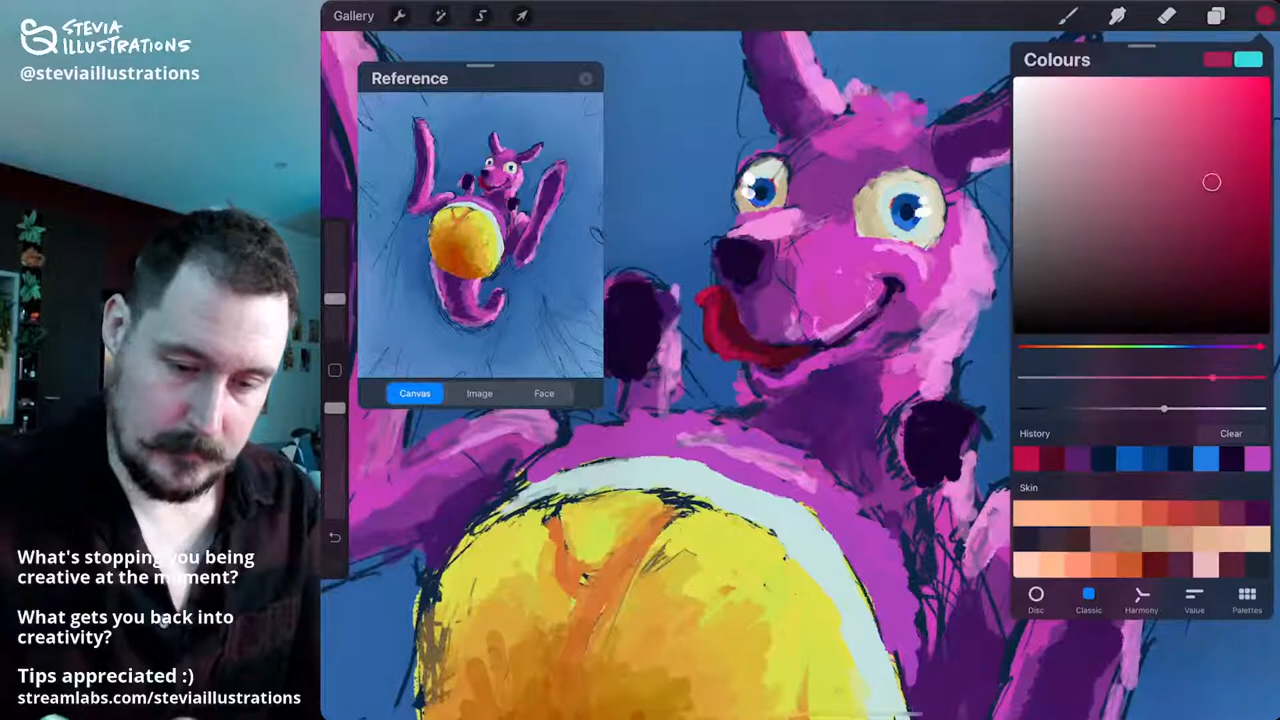 STEVIA
ILLUSTRATIONS
@steviaillustrations
Gallery
Reference
Canvas
Image
Face
Colours
History
Clear
Skin
Disc
Classic
Harmony
Value
Palettes
What's stopping you being
creative at the moment?
What gets you back into
creativity?
Tips appreciated :)
streamlabs.com/steviaillustrations